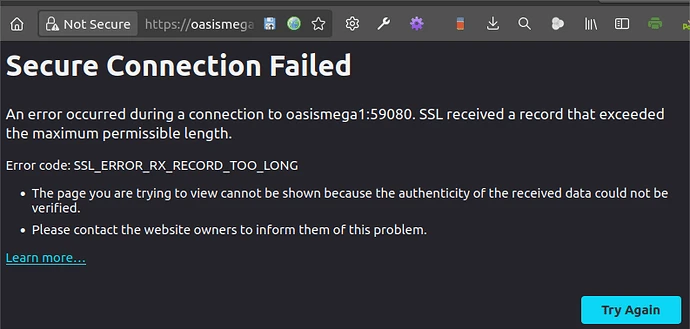 Not Secure https://oasismega
Secure Connection Failed
An error occurred during a connection to oasismega1:59080. SSL received a record that exceeded
the maximum permissible length.
Error code: SSL_ERROR_RX_RECORD_TOO_LONG
• The page you are trying to view cannot be shown because the authenticity of the received data could not be
verified.
• Please contact the website owners to inform them of this problem.
Learn more...
Try Again